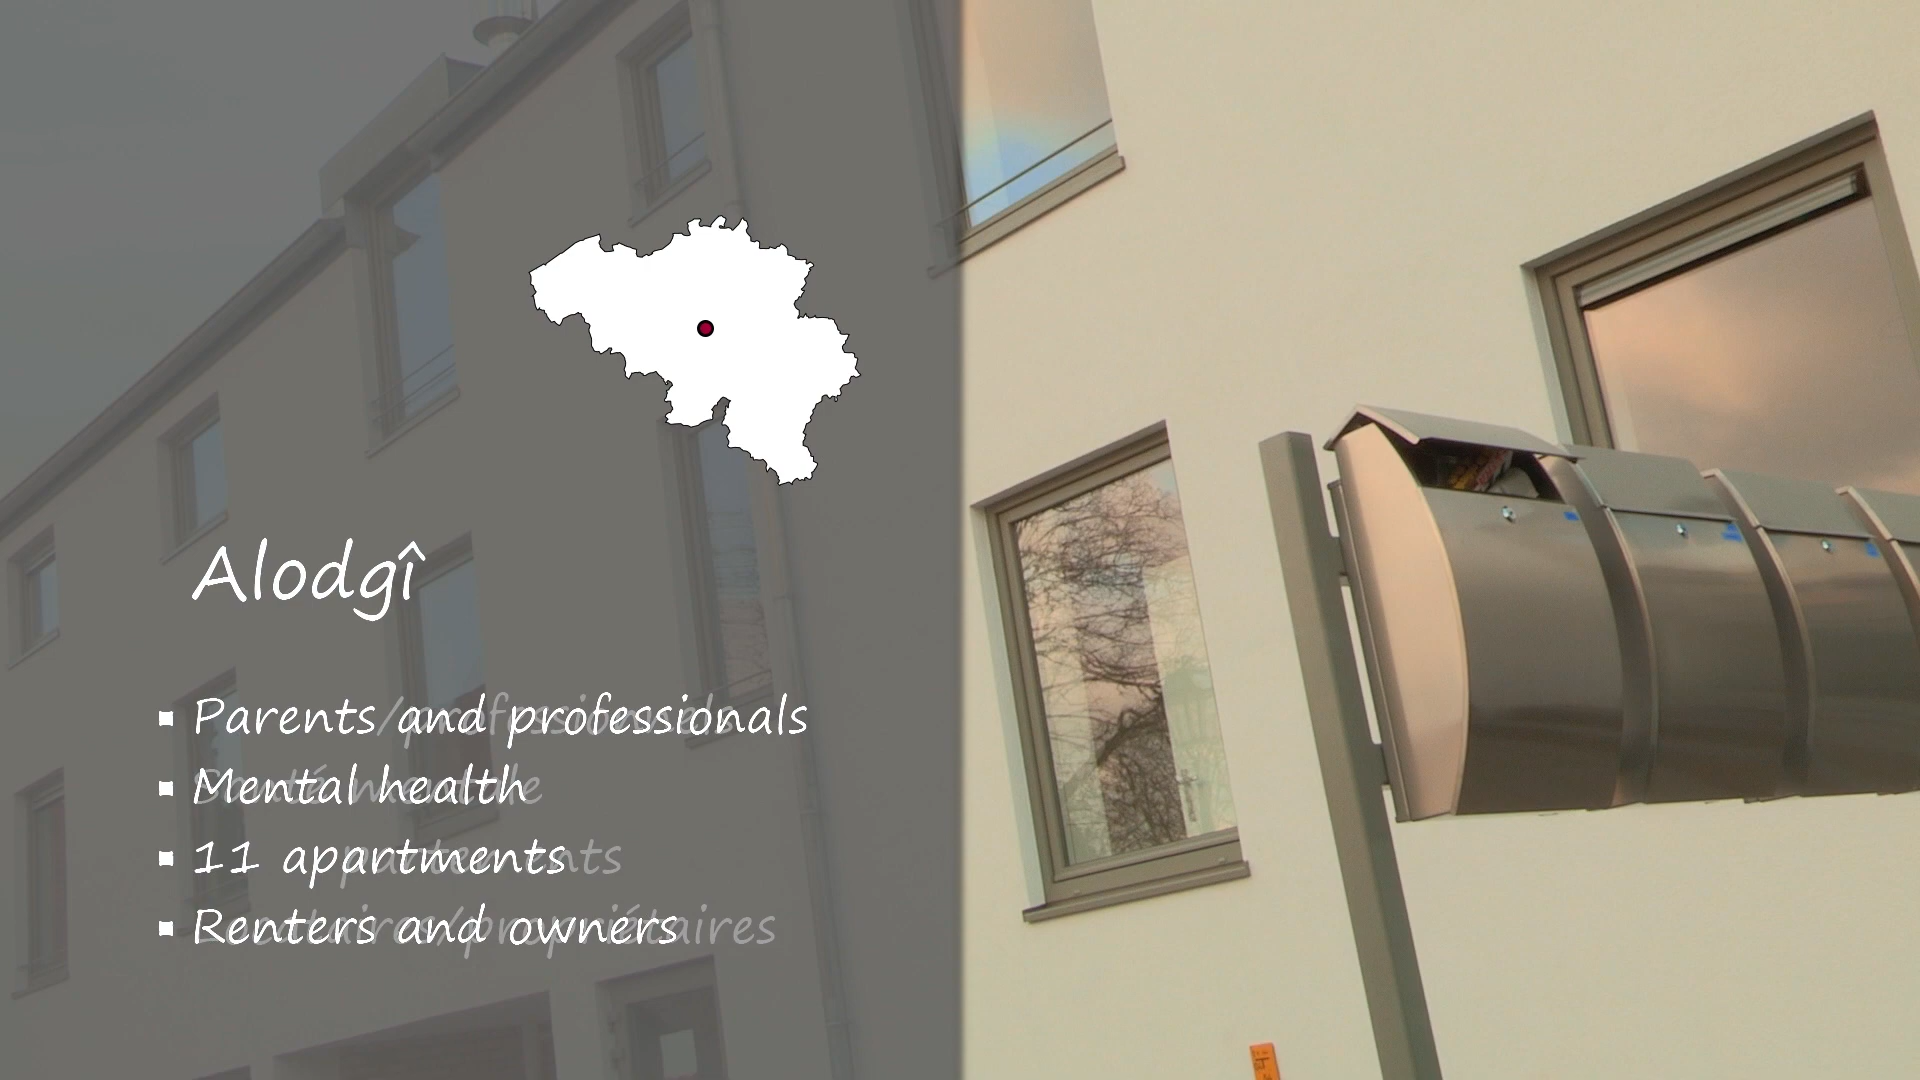 Alodgî
▪ Parents and professionals
▪ Mental health
▪ 11 apartments
▪ Renters and owners